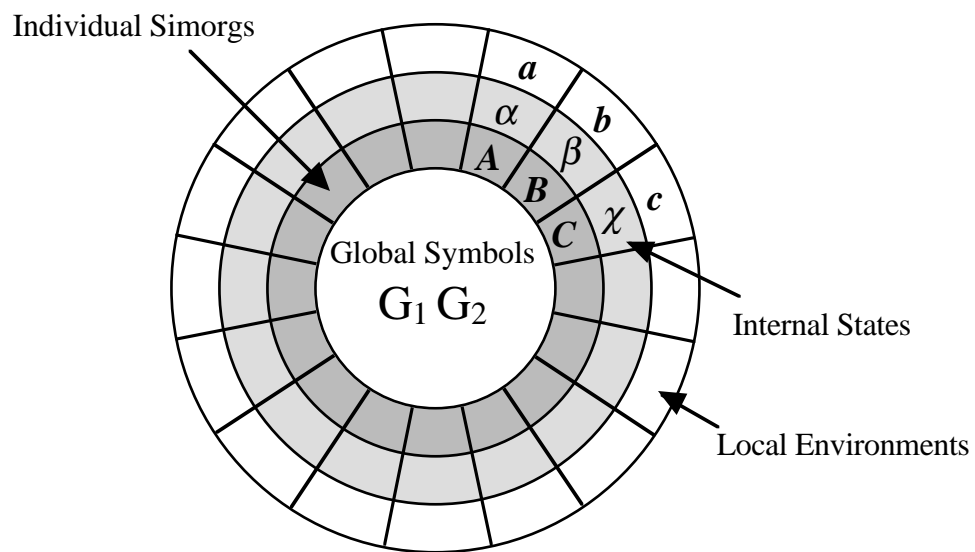 Individual Simorgs
a
b
c
α
β
χ
A
B
C
Global Symbols
G₁ G₂
Internal States
Local Environments